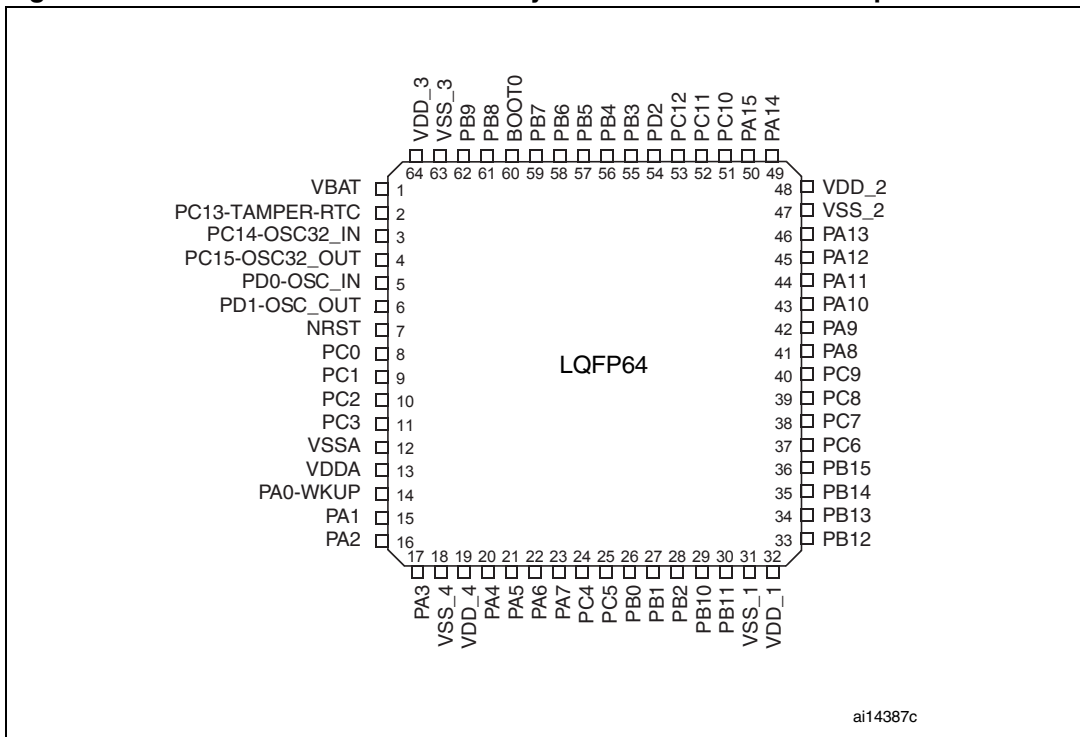 VDD_3
VSS_3
PB9
PB8
BOOT0
PB7
PB6
PB5
PB4
PB3
PD2
PC12
PC11
PC10
PA15
PA14
64 63 62 61 60 59 58 57 56 55 54 53 52 51 50 49
VBAT 1
PC13-TAMPER-RTC 2
PC14-OSC32_IN 3
PC15-OSC32_OUT 4
PD0-OSC_IN 5
PD1-OSC_OUT 6
NRST 7
PC0 8
PC1 9
PC2 10
PC3 11
VSSA 12
VDDA 13
PA0-WKUP 14
PA1 15
PA2 16
LQFP64
48 VDD_2
47 VSS_2
46 PA13
45 PA12
44 PA11
43 PA10
42 PA9
41 PA8
40 PC9
39 PC8
38 PC7
37 PC6
36 PB15
35 PB14
34 PB13
33 PB12
17 18 19 20 21 22 23 24 25 26 27 28 29 30 31 32
PA3
VSS_4
VDD_4
PA4
PA5
PA6
PA7
PC4
PC5
PB0
PB1
PB2
PB10
PB11
VSS_1
VDD_1
ai14387c